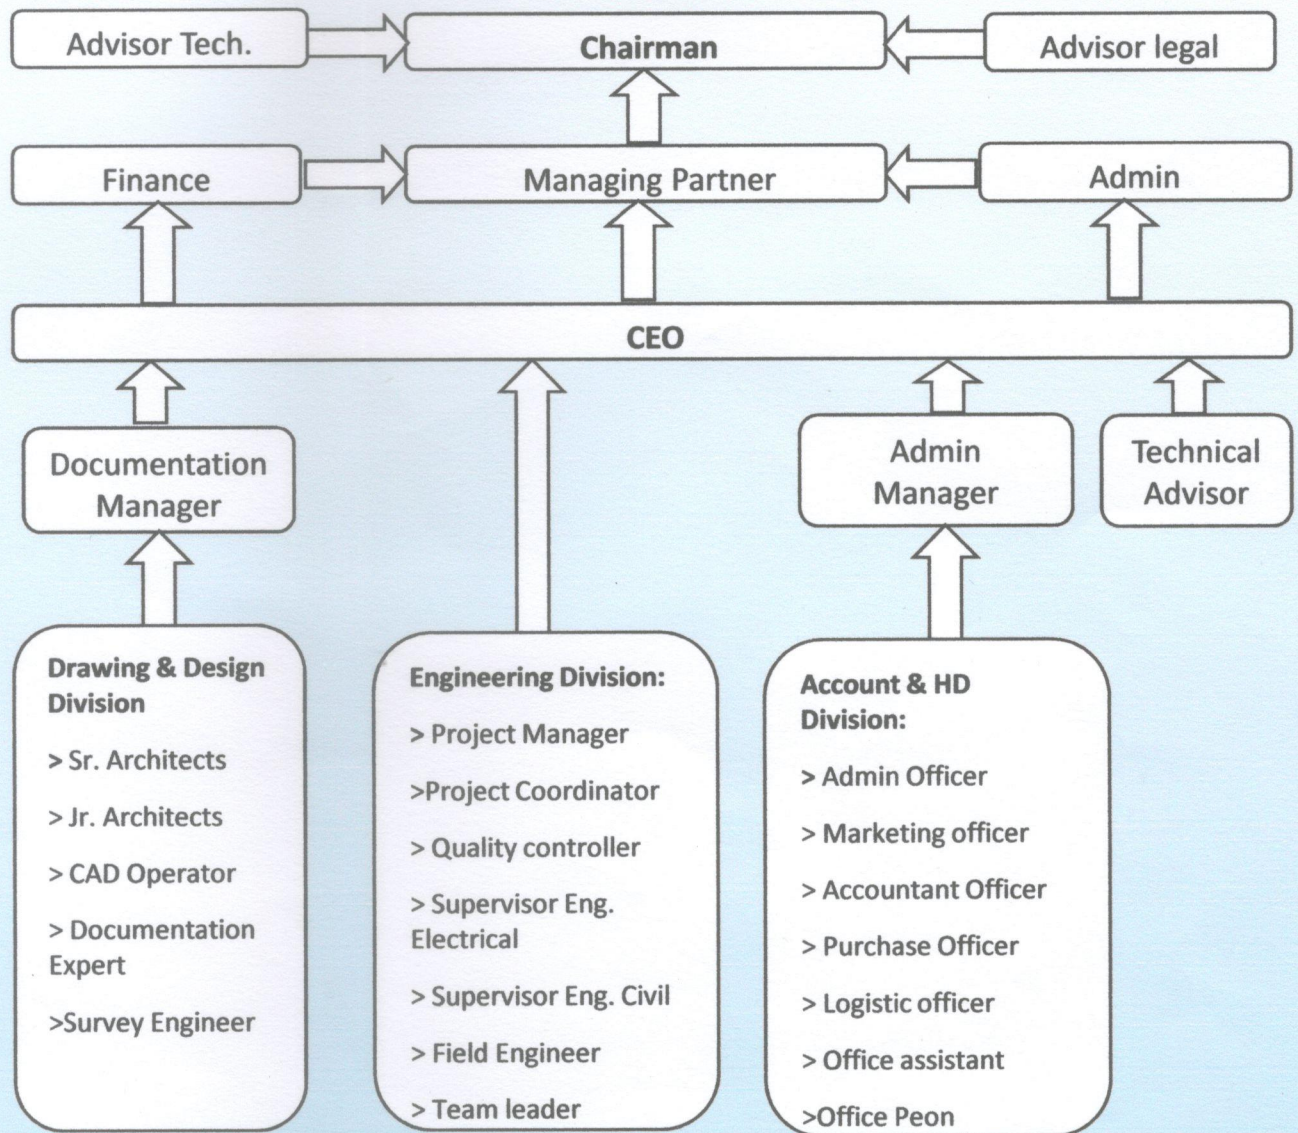 Advisor Tech.
Chairman
Advisor legal
Finance
Managing Partner
Admin
CEO
Documentation
Manager
Admin
Manager
Technical
Advisor
Drawing & Design
Division
> Sr. Architects
> Jr. Architects
> CAD Operator
> Documentation
Expert
>Survey Engineer
Engineering Division:
> Project Manager
>Project Coordinator
> Quality controller
> Supervisor Eng.
Electrical
> Supervisor Eng. Civil
> Field Engineer
> Team leader
Account & HD
Division:
> Admin Officer
> Marketing officer
> Accountant Officer
> Purchase Officer
> Logistic officer
> Office assistant
>Office Peon